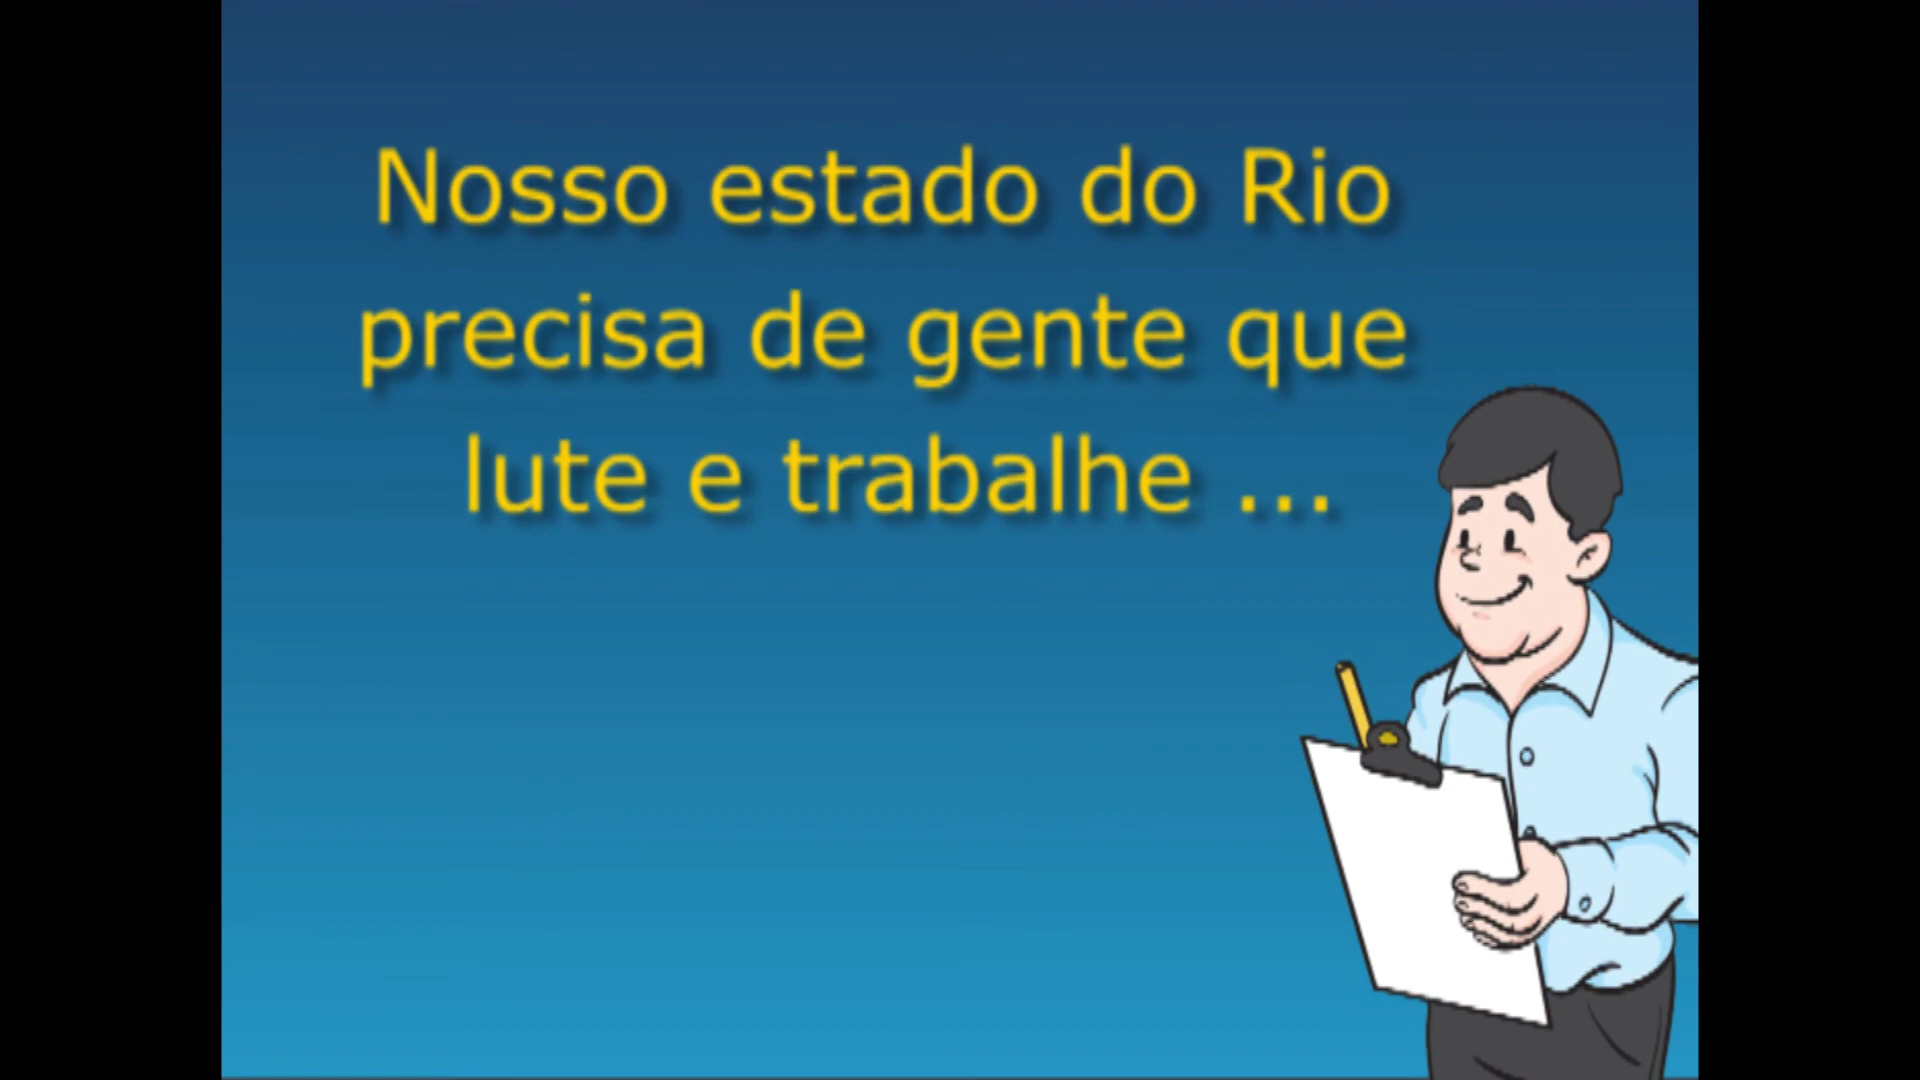 Nosso estado do Rio
precisa de gente que
lute e trabalhe ...